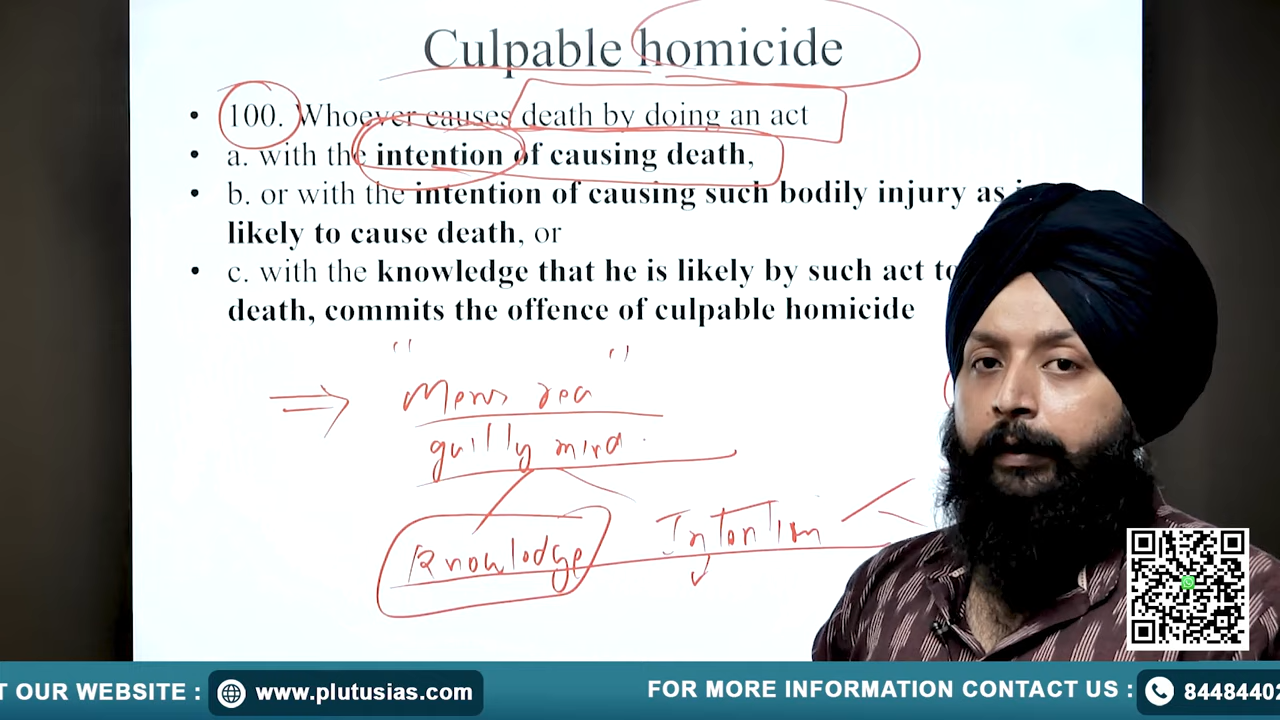 Culpable homicide
• 100. Whoever causes death by doing an act
• a. with the intention of causing death,
• b. or with the intention of causing such bodily injury as is
likely to cause death, or
• c. with the knowledge that he is likely by such act to
death, commits the offence of culpable homicide
" "
Mens rea
guilty mind
Knowledge Intention
T OUR WEBSITE : www.plutusias.com
FOR MORE INFORMATION CONTACT US : 84484402